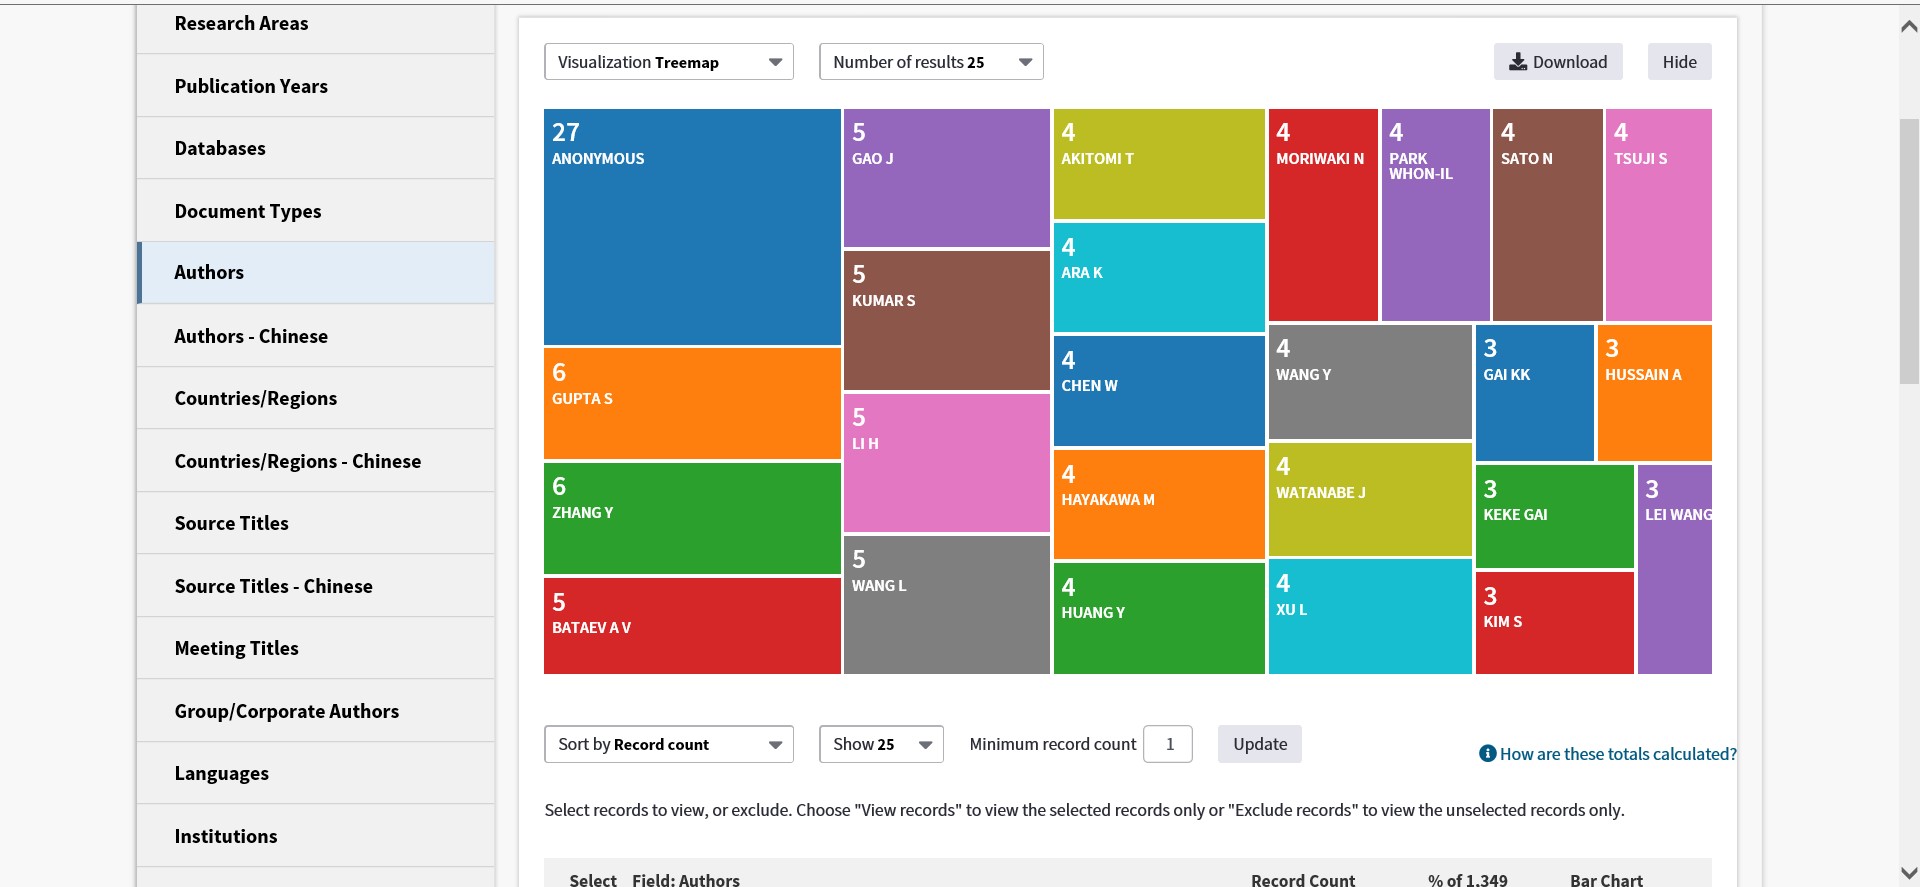 Research Areas
Publication Years
Databases
Document Types
Authors
Authors - Chinese
Countries/Regions
Countries/Regions - Chinese
Source Titles
Source Titles - Chinese
Meeting Titles
Group/Corporate Authors
Languages
Institutions
Visualization Treemap
Number of results 25
Download
Hide
27
ANONYMOUS
6
GUPTA S
6
ZHANG Y
5
BATAEV A V
5
GAO J
5
KUMAR S
5
LI H
5
WANG L
4
AKITOMI T
4
ARA K
4
CHEN W
4
HAYAKAWA M
4
HUANG Y
4
MORIWAKI N
4
PARK
WHON-IL
4
SATO N
4
TSUJI S
4
WANG Y
4
WATANABE J
4
XU L
3
GAI KK
3
HUSSAIN A
3
KEKE GAI
3
KIM S
3
LEI WANG
Sort by Record count
Show 25
Minimum record count 1
Update
How are these totals calculated?
Select records to view, or exclude. Choose "View records" to view the selected records only or "Exclude records" to view the unselected records only.
Select Field: Authors Record Count % of 1,349 Bar Chart